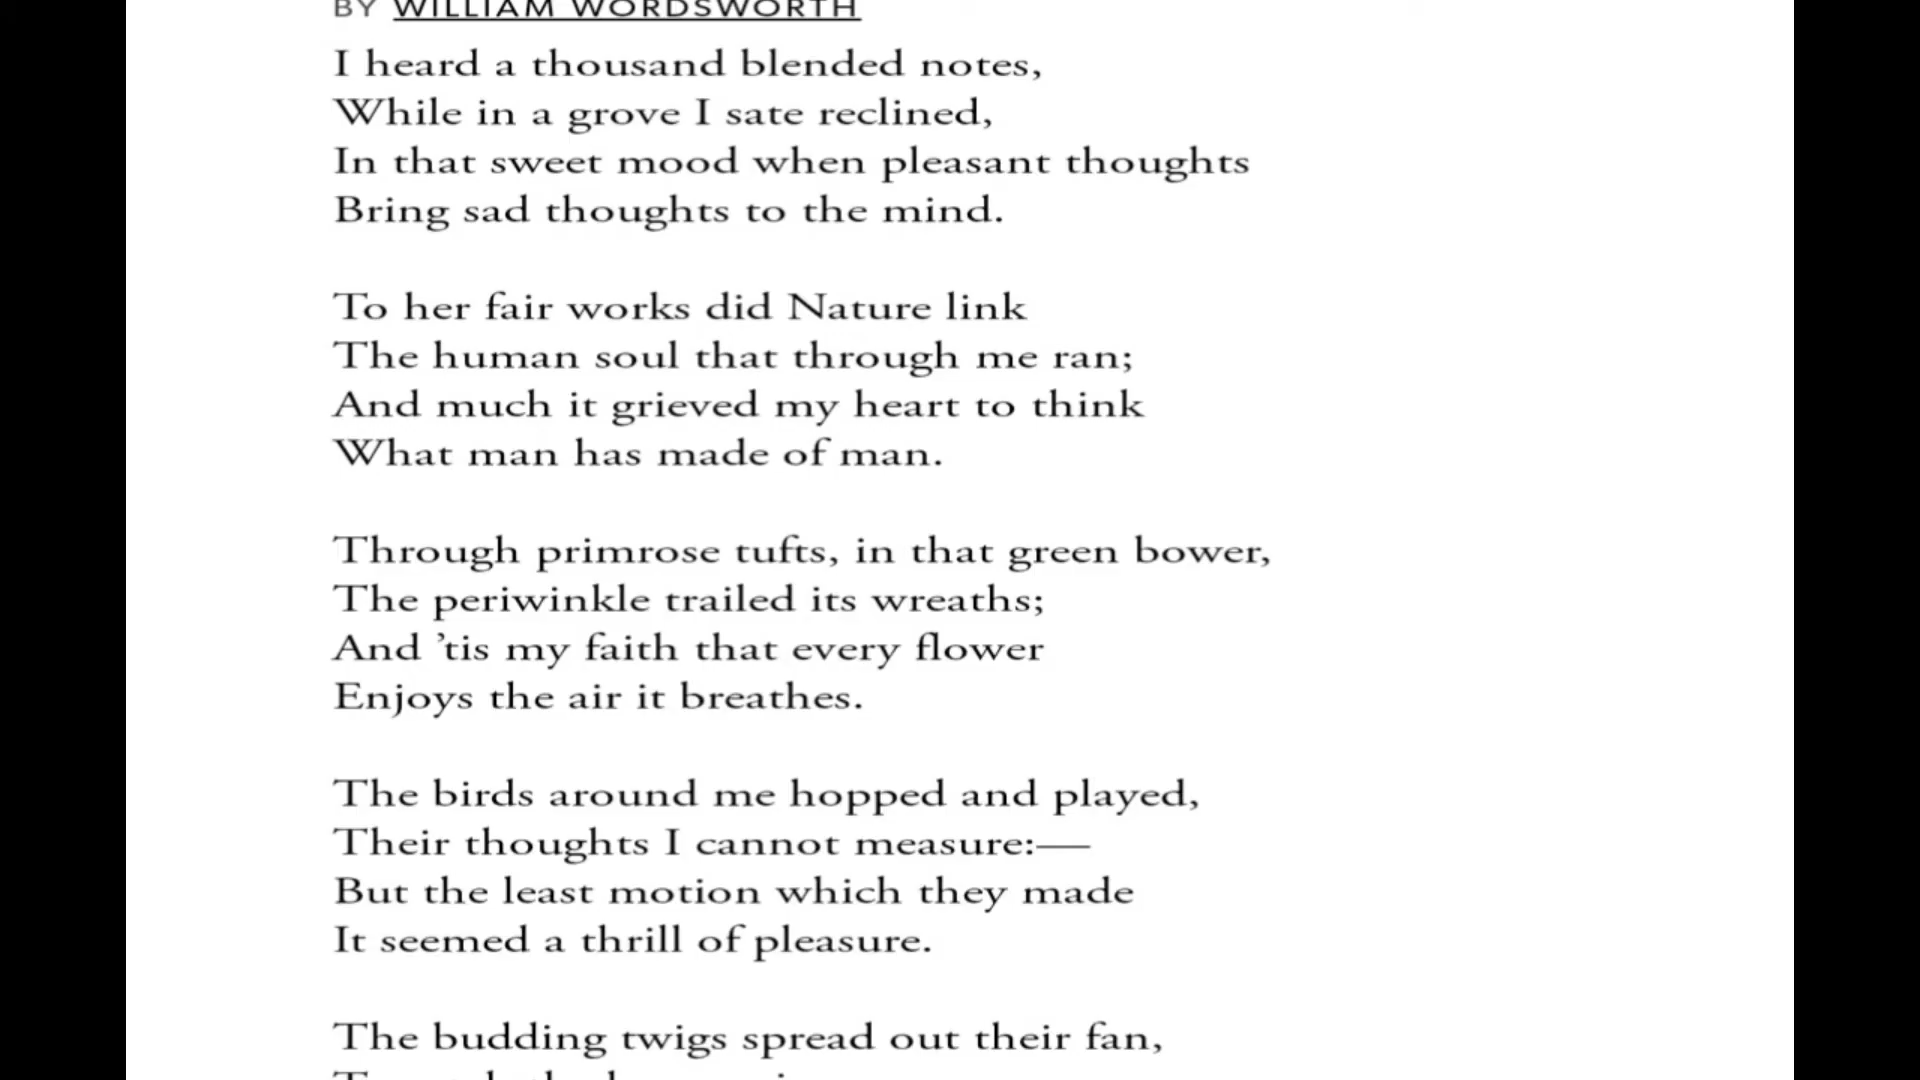 BY WILLIAM WORDSWORTH
I heard a thousand blended notes,
While in a grove I sate reclined,
In that sweet mood when pleasant thoughts
Bring sad thoughts to the mind.
To her fair works did Nature link
The human soul that through me ran;
And much it grieved my heart to think
What man has made of man.
Through primrose tufts, in that green bower,
The periwinkle trailed its wreaths;
And ’tis my faith that every flower
Enjoys the air it breathes.
The birds around me hopped and played,
Their thoughts I cannot measure:—
But the least motion which they made
It seemed a thrill of pleasure.
The budding twigs spread out their fan,